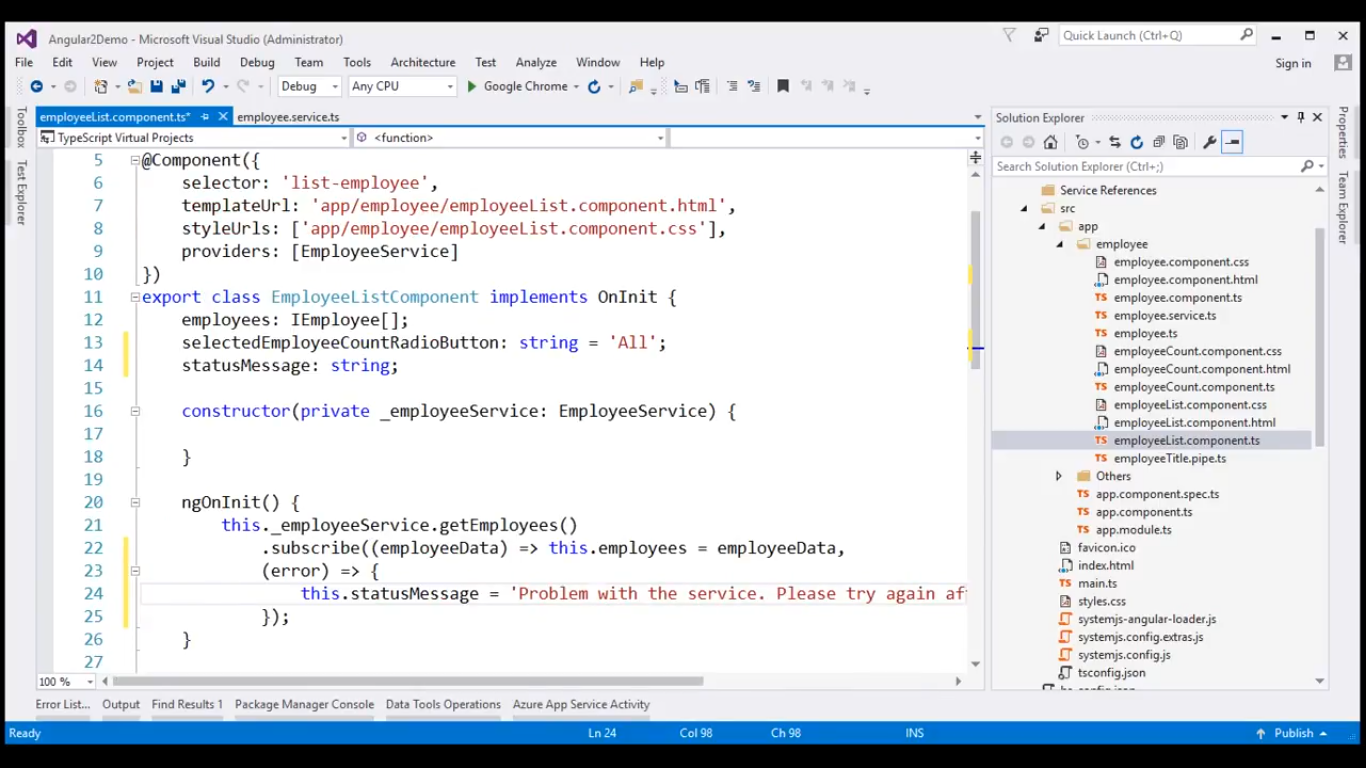 Angular2Demo - Microsoft Visual Studio (Administrator)
Quick Launch (Ctrl+Q)
File Edit View Project Build Debug Team Tools Architecture Test Analyze Window Help
Sign in
Debug Any CPU Google Chrome
employeeList.component.ts* employee.service.ts
TypeScript Virtual Projects <function>
Toolbox
Test Explorer
5 @Component({
6 selector: 'list-employee',
7 templateUrl: 'app/employee/employeeList.component.html',
8 styleUrls: ['app/employee/employeeList.component.css'],
9 providers: [EmployeeService]
10 })
11 export class EmployeeListComponent implements OnInit {
12 employees: IEmployee[];
13 selectedEmployeeCountRadioButton: string = 'All';
14 statusMessage: string;
15
16 constructor(private _employeeService: EmployeeService) {
17
18 }
19
20 ngOnInit() {
21 this._employeeService.getEmployees()
22 .subscribe((employeeData) => this.employees = employeeData,
23 (error) => {
24 this.statusMessage = 'Problem with the service. Please try again af
25 });
26 }
27
100 %
Solution Explorer
Search Solution Explorer (Ctrl+;)
Service References
src
app
employee
employee.component.css
employee.component.html
employee.component.ts
employee.service.ts
employee.ts
employeeCount.component.css
employeeCount.component.html
employeeCount.component.ts
employeeList.component.css
employeeList.component.html
employeeList.component.ts
employeeTitle.pipe.ts
Others
app.component.spec.ts
app.component.ts
app.module.ts
favicon.ico
index.html
main.ts
styles.css
systemjs-angular-loader.js
systemjs.config.extras.js
systemjs.config.js
tsconfig.json
Properties
Team Explorer
Error List... Output Find Results 1 Package Manager Console Data Tools Operations Azure App Service Activity
Ready Ln 24 Col 98 Ch 98 INS Publish